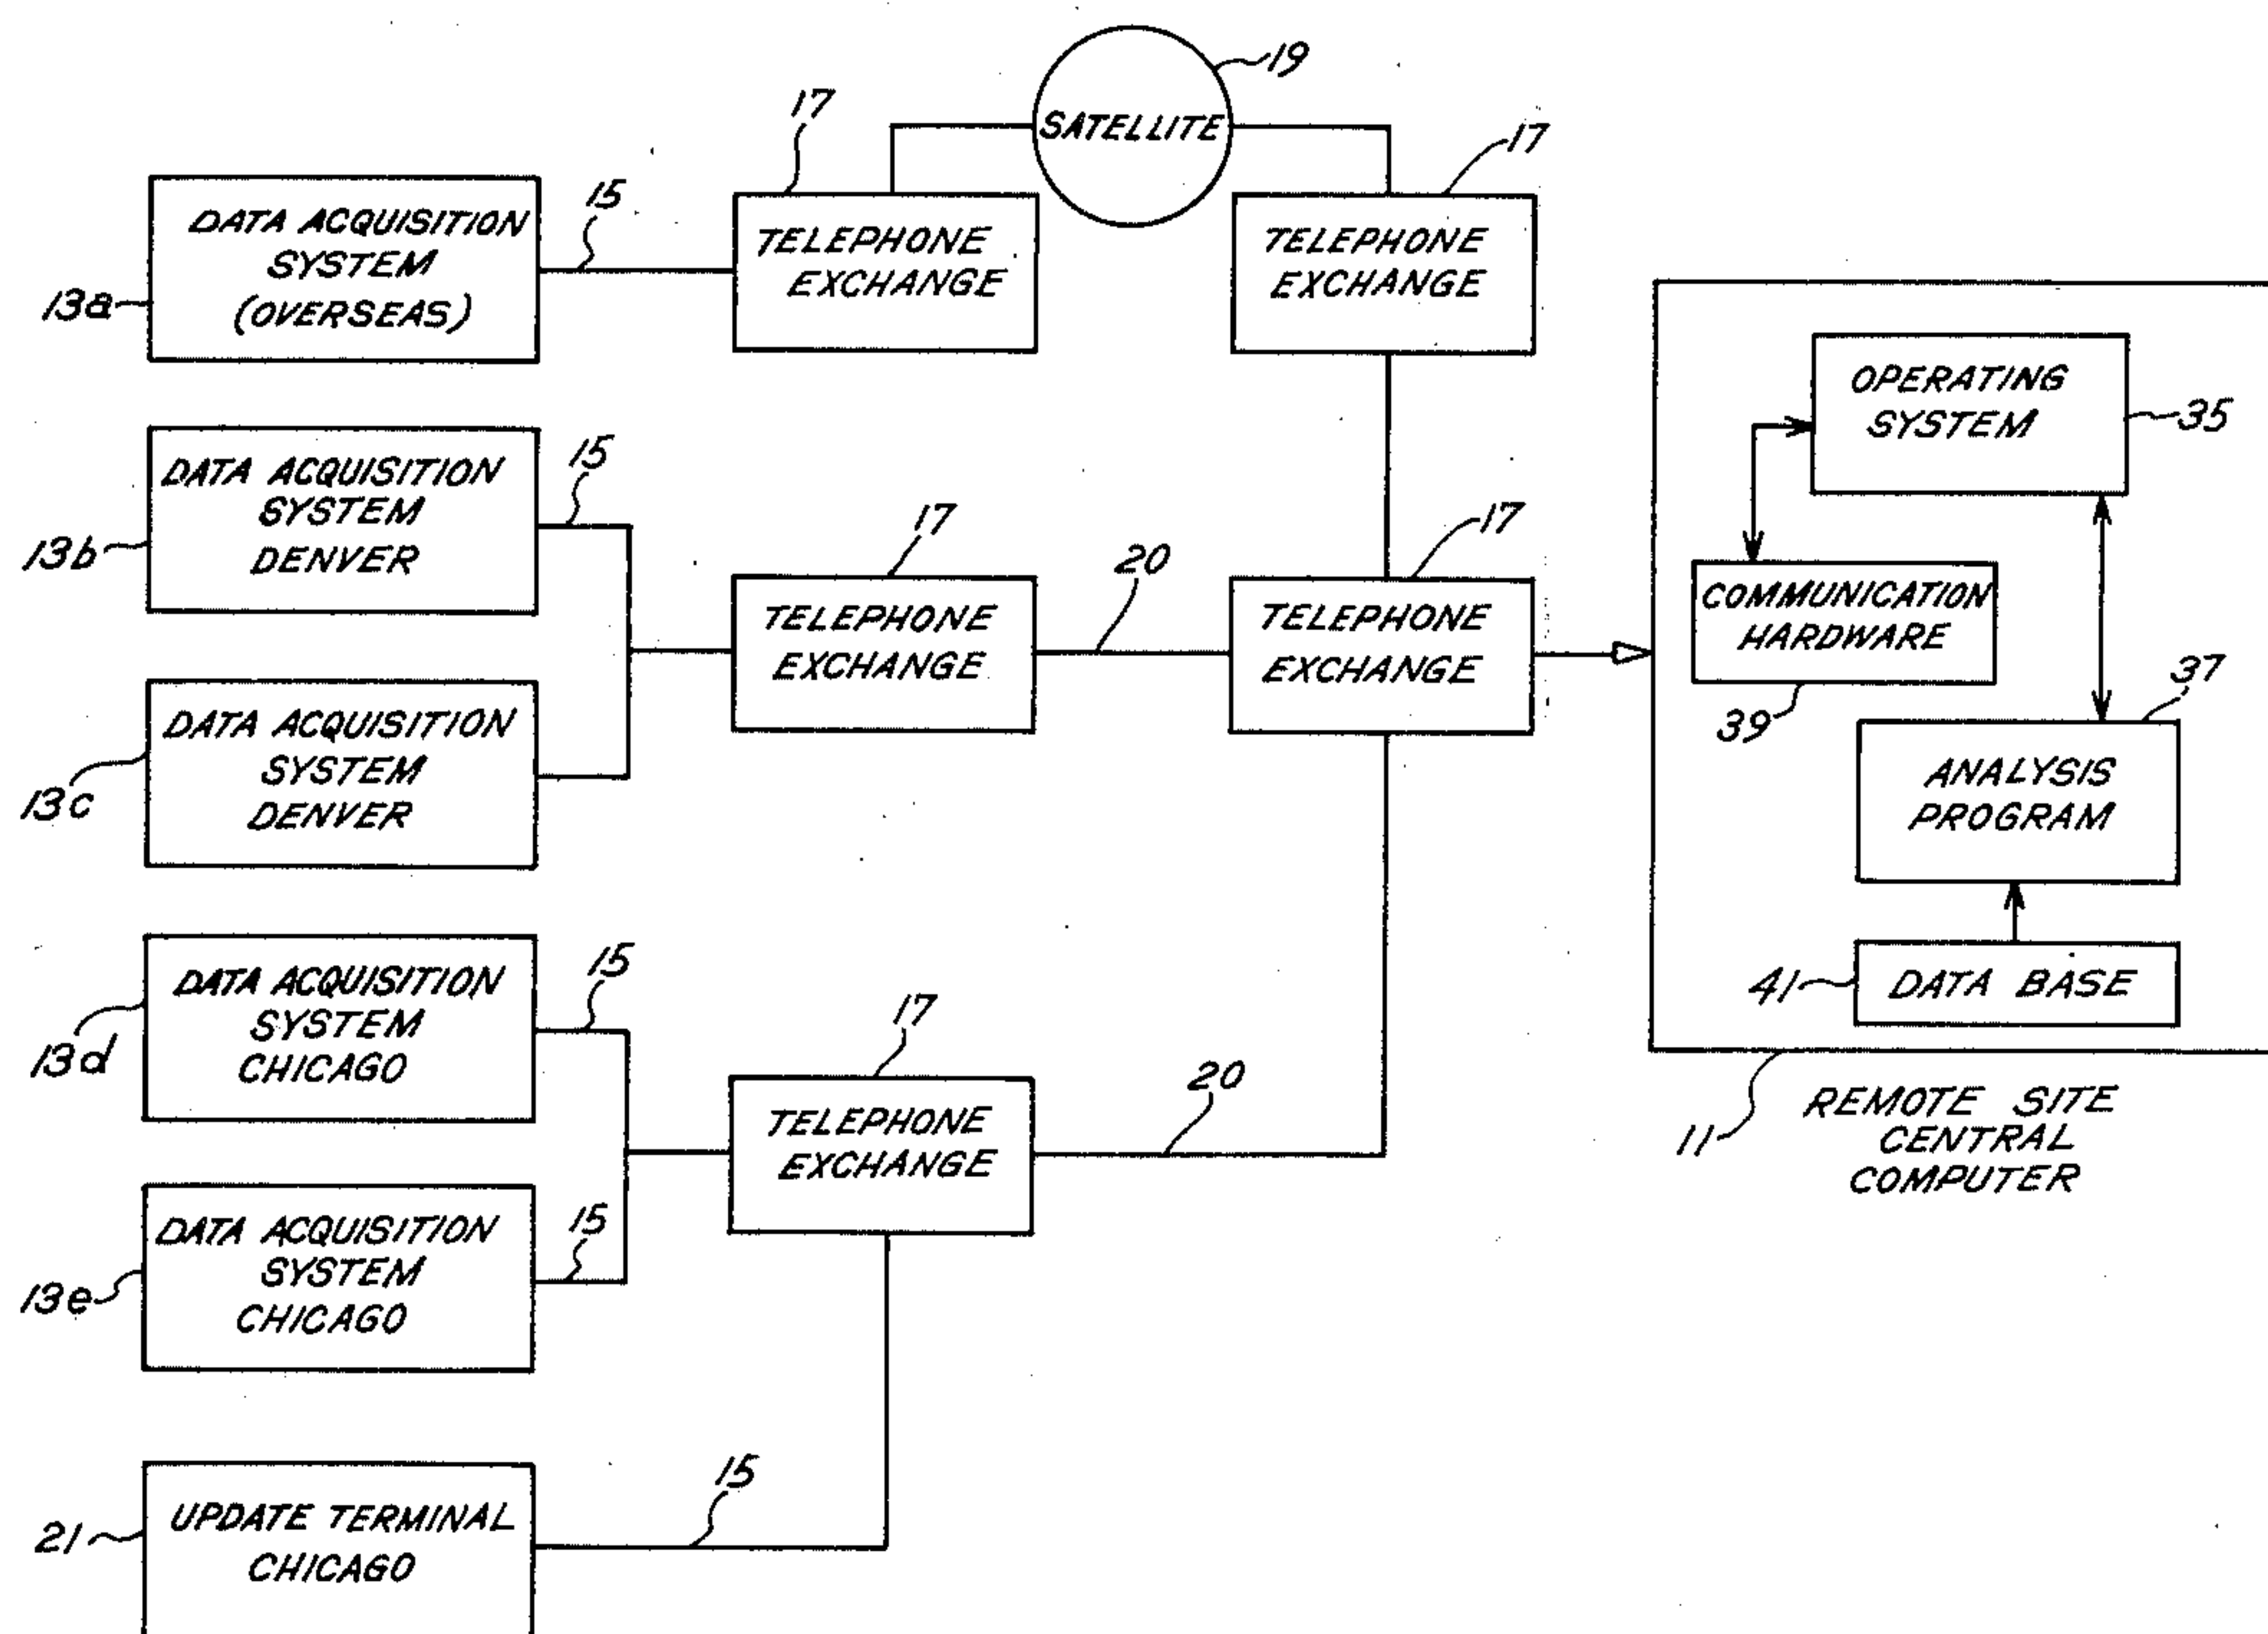 SATELLITE
19
17
17
DATA ACQUISITION
SYSTEM
(OVERSEAS)
13a
15
TELEPHONE
EXCHANGE
TELEPHONE
EXCHANGE
DATA ACQUISITION
SYSTEM
DENVER
13b
15
DATA ACQUISITION
SYSTEM
DENVER
13c
17
TELEPHONE
EXCHANGE
20
17
TELEPHONE
EXCHANGE
OPERATING
SYSTEM
35
COMMUNICATION
HARDWARE
39
37
ANALYSIS
PROGRAM
41
DATA BASE
11
REMOTE SITE
CENTRAL
COMPUTER
DATA ACQUISITION
SYSTEM
CHICAGO
13d
15
DATA ACQUISITION
SYSTEM
CHICAGO
13e
15
17
TELEPHONE
EXCHANGE
20
UPDATE TERMINAL
CHICAGO
21
15